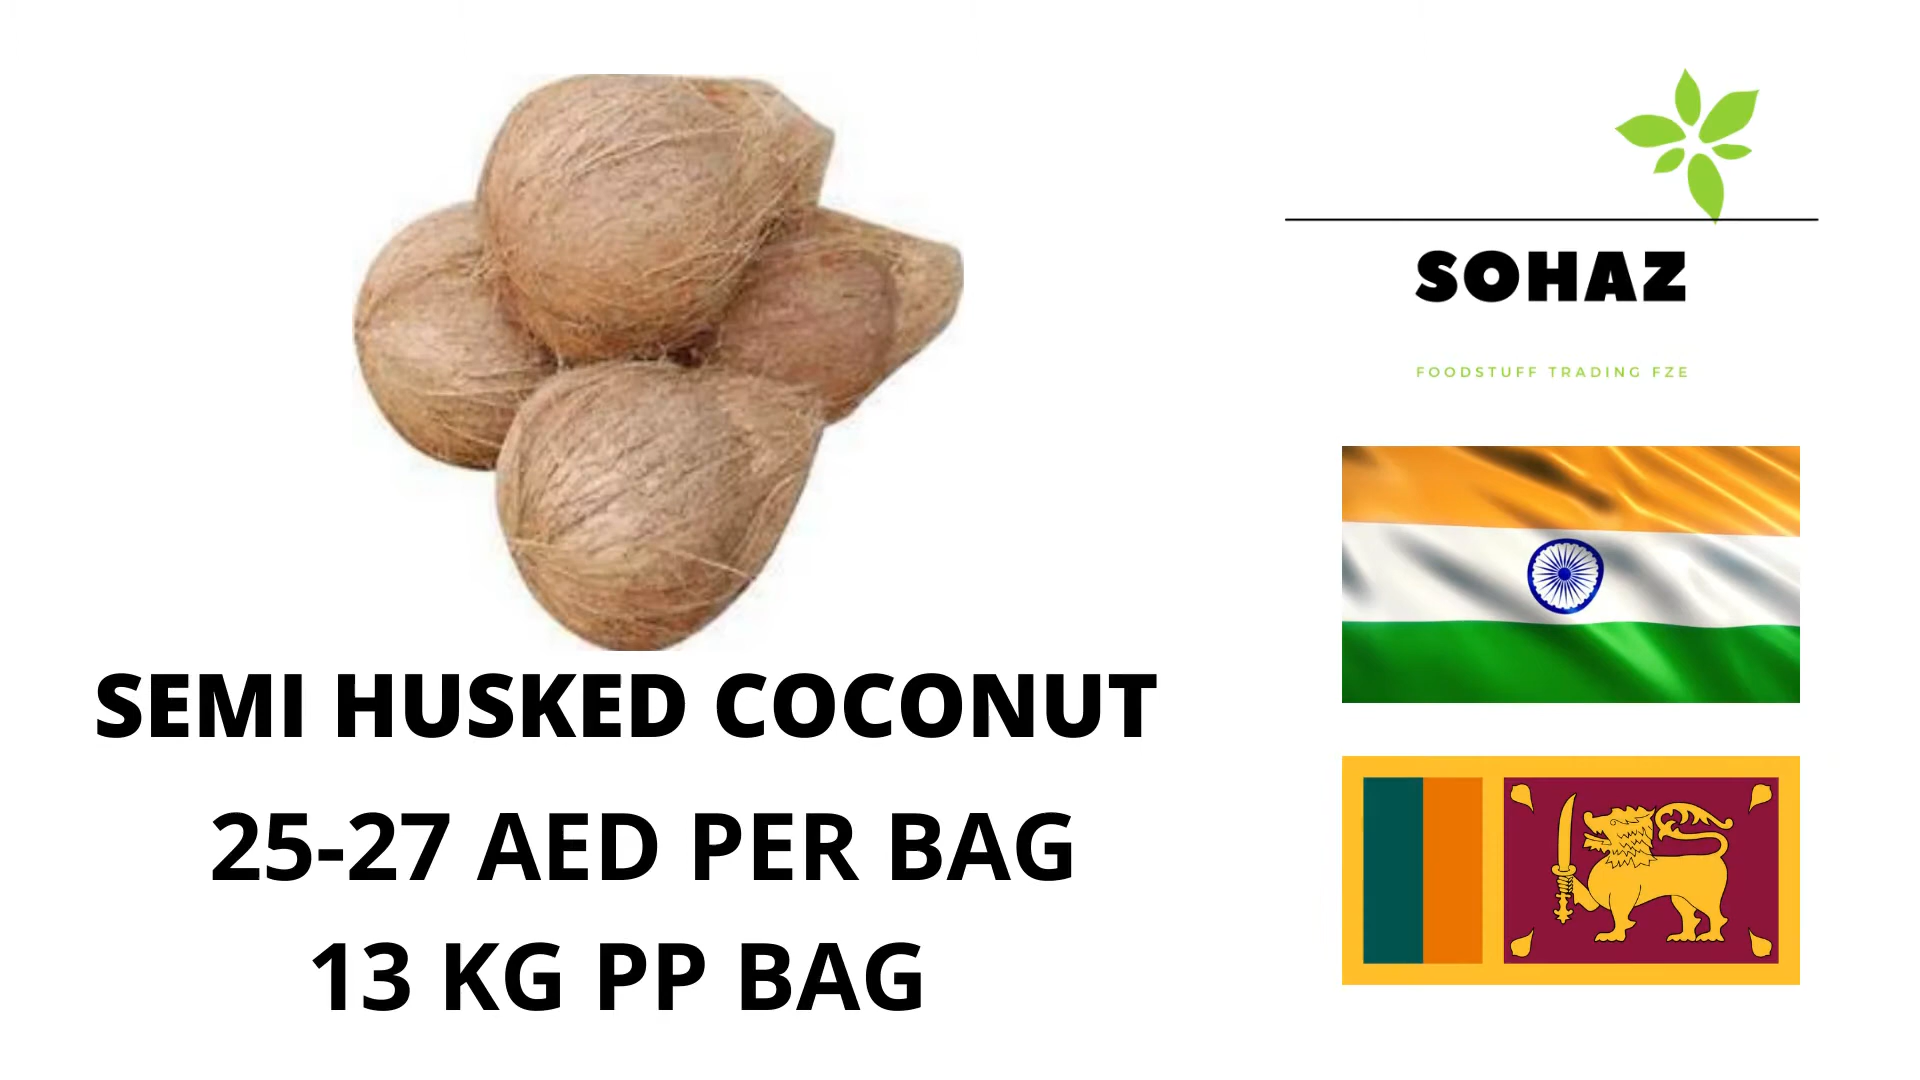 SOHAZ
FOODSTUFF TRADING FZE
SEMI HUSKED COCONUT
25-27 AED PER BAG
13 KG PP BAG